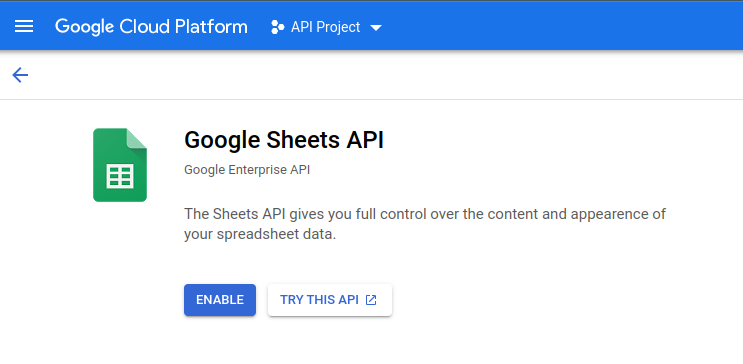 Google Cloud Platform API Project
Google Sheets API
Google Enterprise API
The Sheets API gives you full control over the content and appearence of
your spreadsheet data.
ENABLE TRY THIS API